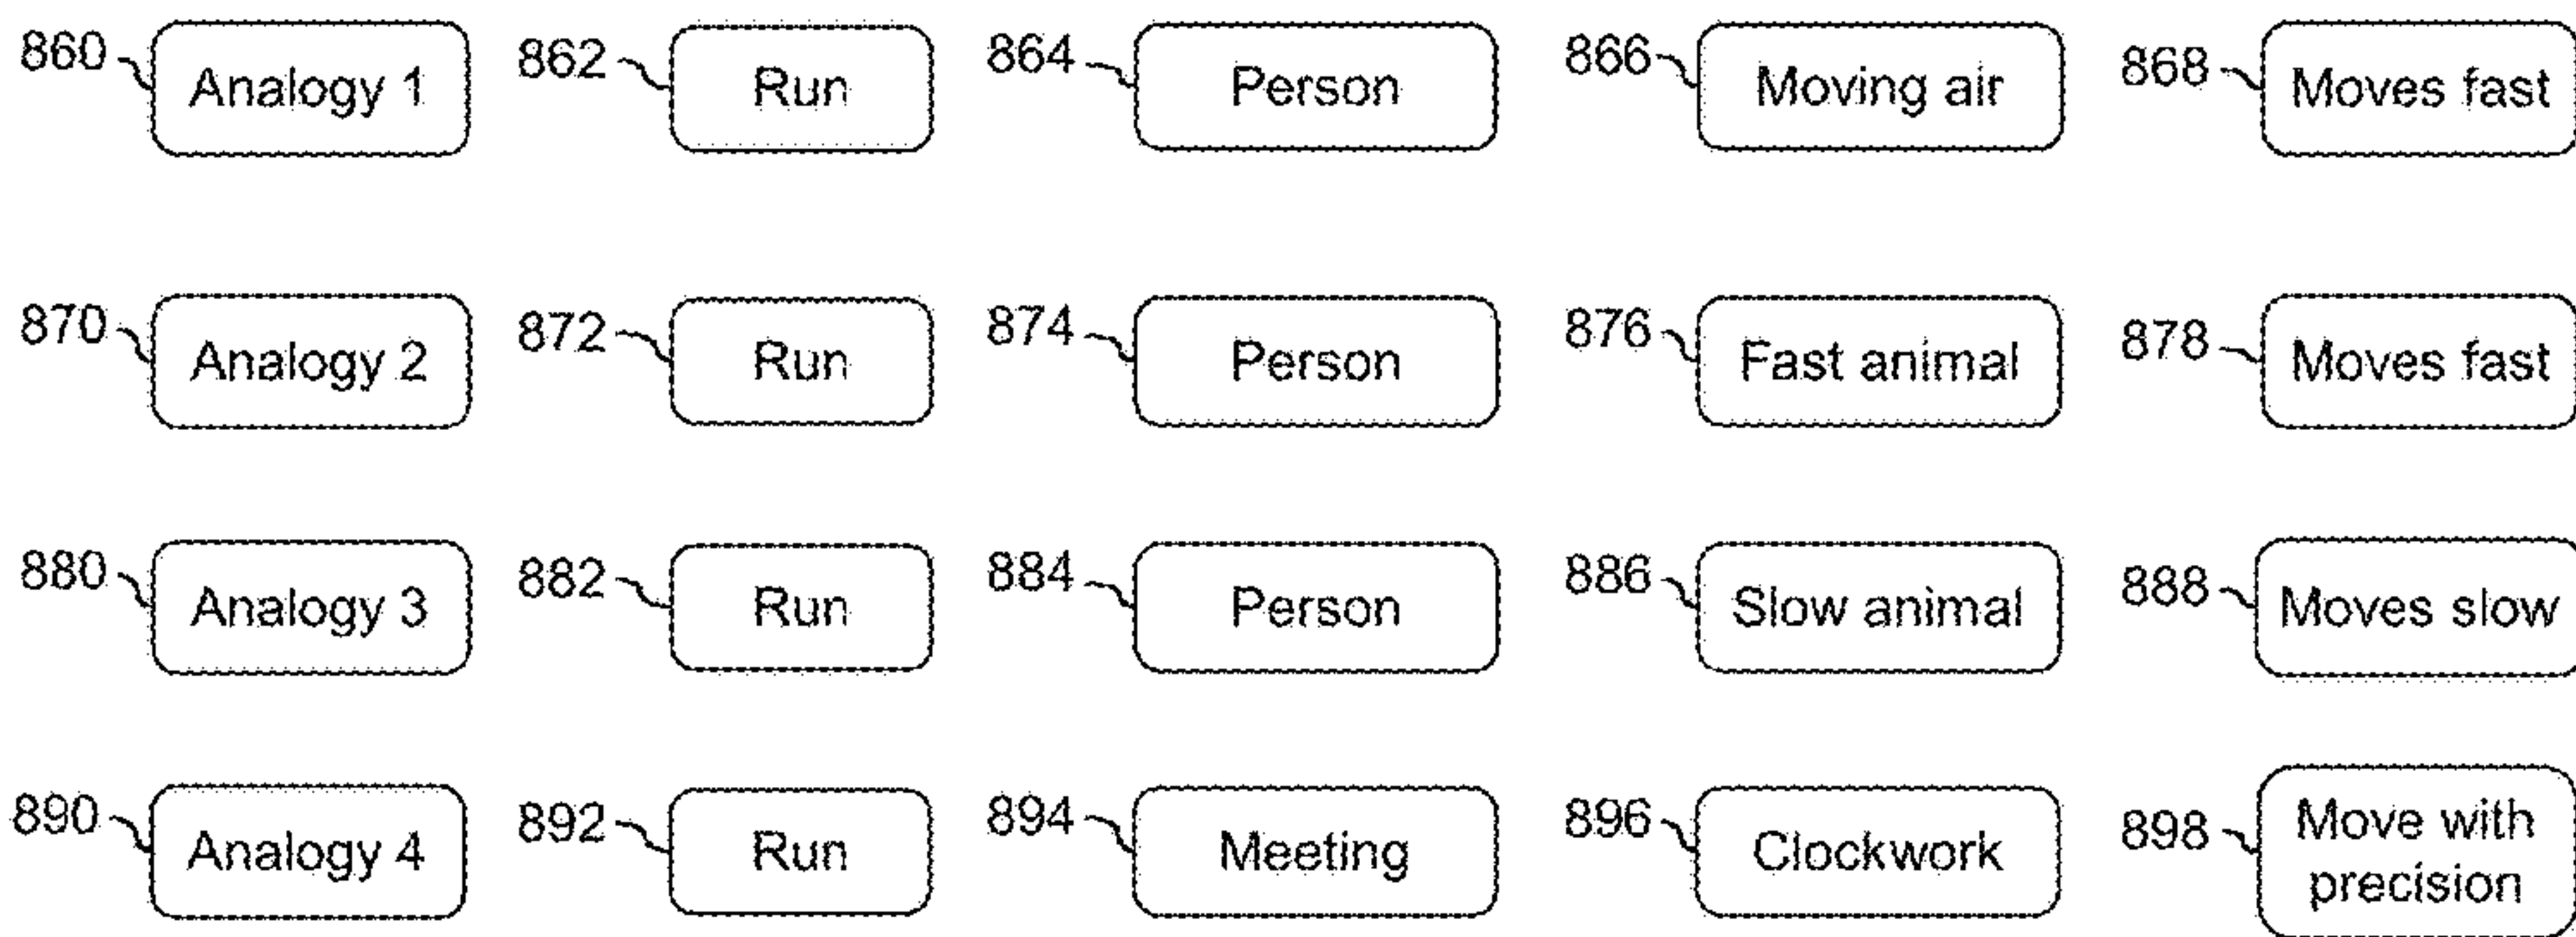 860 Analogy 1 862 Run 864 Person 866 Moving air 868 Moves fast
870 Analogy 2 872 Run 874 Person 876 Fast animal 878 Moves fast
880 Analogy 3 882 Run 884 Person 886 Slow animal 888 Moves slow
890 Analogy 4 892 Run 894 Meeting 896 Clockwork 898 Move with
precision